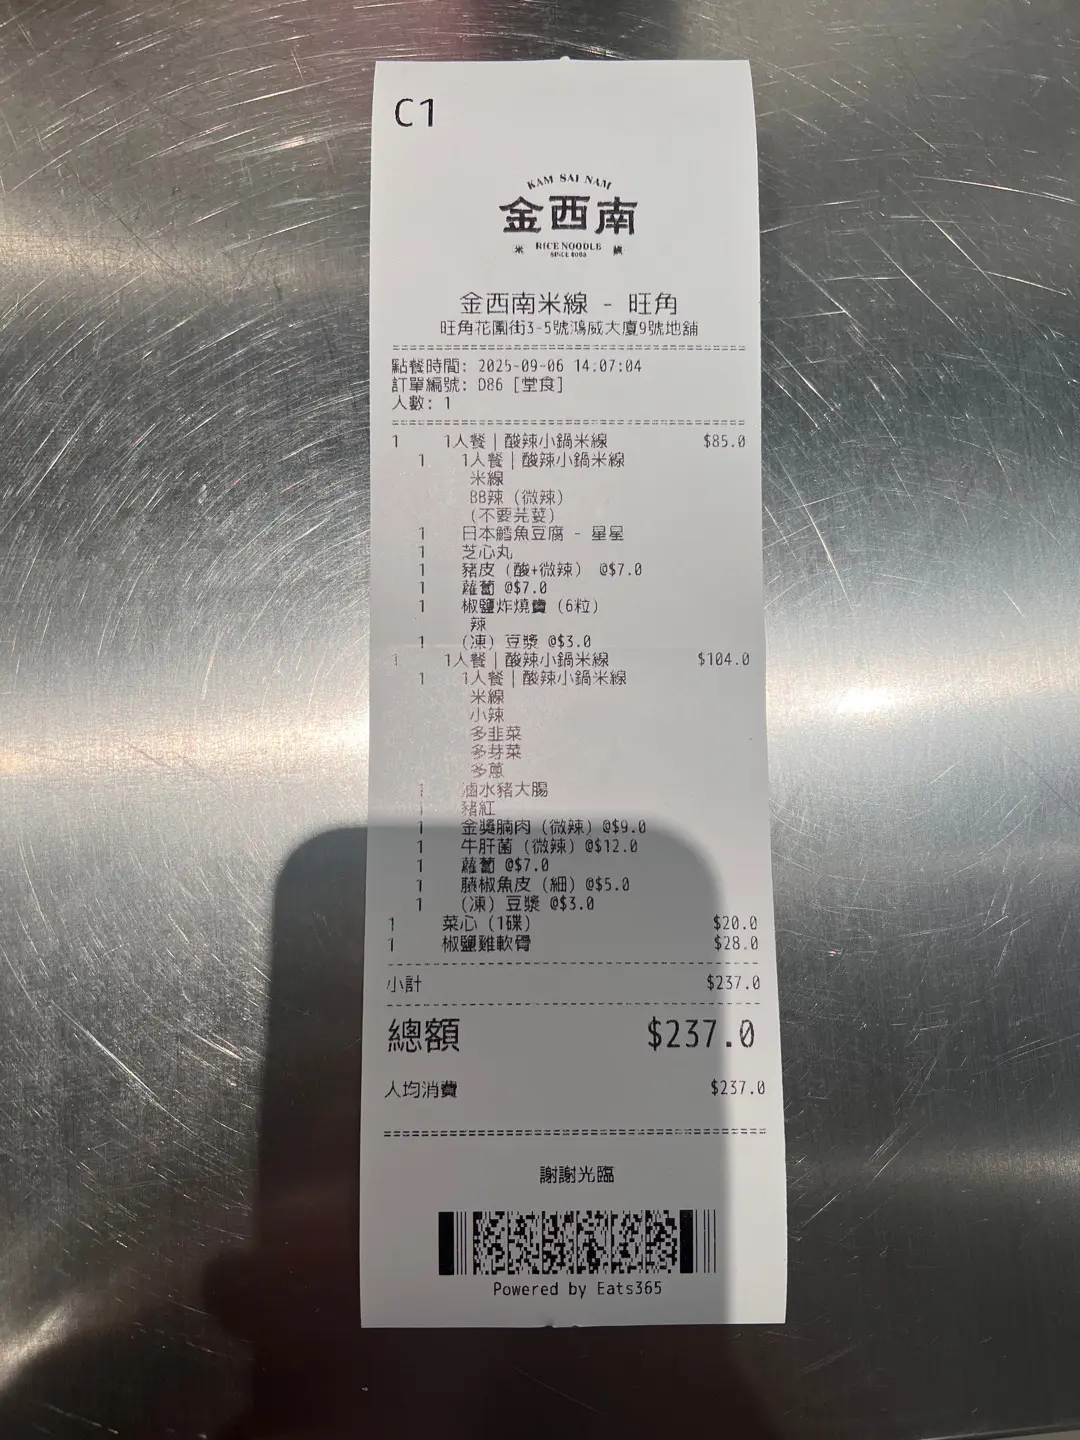 C1
KAM SAI NAM
金西南
米 RICE NOODLE 線
SINCE 2003
金西南米線 - 旺角
旺角花園街3-5號鴻威大廈9號地舖
點餐時間: 2025-09-06 14:07:04
訂單編號: D86 [堂食]
人數: 1
1 1人餐|酸辣小鍋米線 $85.0
1 1人餐|酸辣小鍋米線
米線
BB辣 (微辣)
(不要芫荽)
1 日本鱈魚豆腐 - 星星
1 芝心丸
1 豬皮 (酸+微辣) @$7.0
1 蘿蔔 @$7.0
1 椒鹽炸燒賣 (6粒)
辣
1 (凍) 豆漿 @$3.0
1 1人餐|酸辣小鍋米線 $104.0
1 1人餐|酸辣小鍋米線
米線
小辣
多韭菜
多芽菜
多蔥
1 滷水豬大腸
1 豬紅
1 金獎腩肉 (微辣) @$9.0
1 牛肝菌 (微辣) @$12.0
1 蘿蔔 @$7.0
1 藤椒魚皮 (細) @$5.0
1 (凍) 豆漿 @$3.0
1 菜心 (1碟) $20.0
1 椒鹽雞軟骨 $28.0
小計 $237.0
總額 $237.0
人均消費 $237.0
謝謝光臨
Powered by Eats365